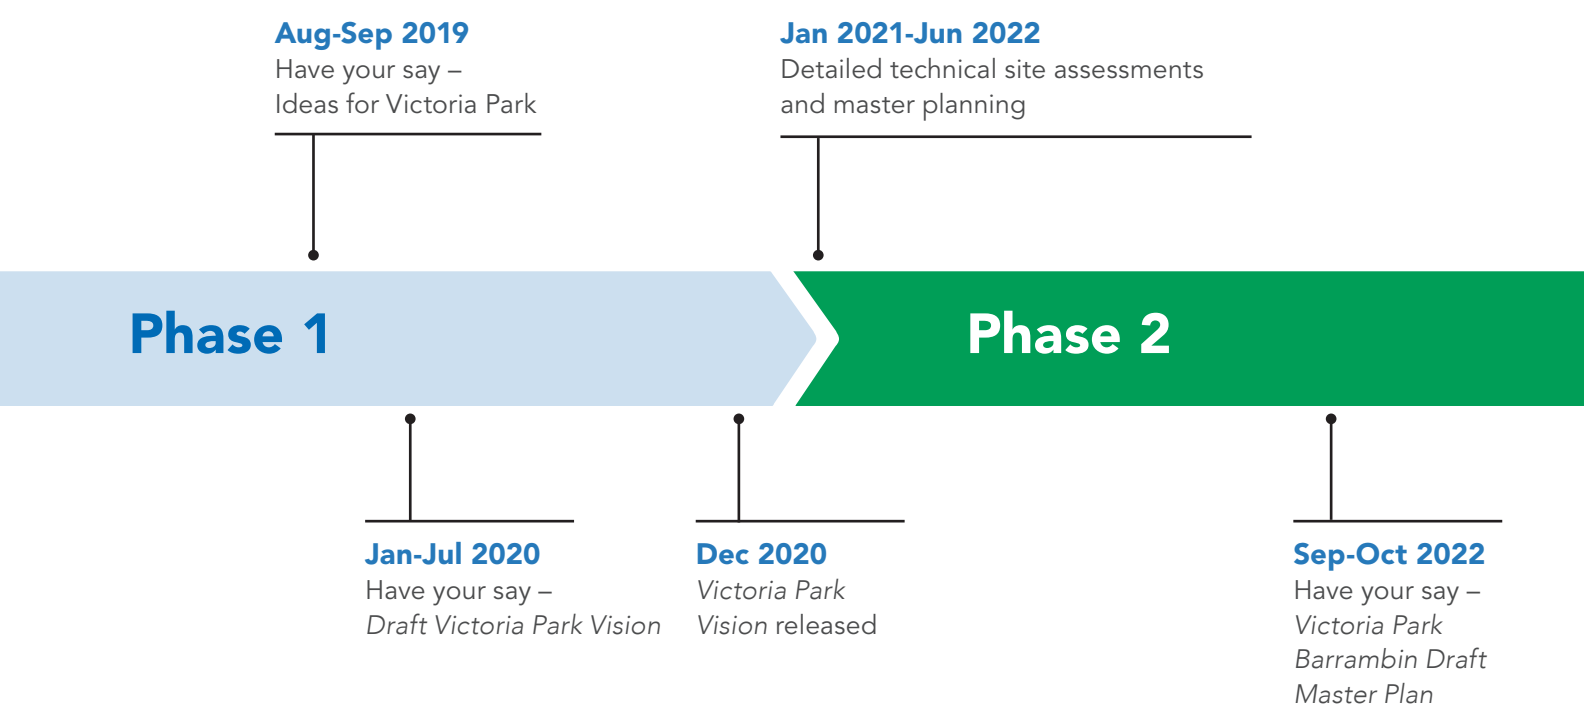 Aug-Sep 2019
Have your say –
Ideas for Victoria Park
Jan 2021-Jun 2022
Detailed technical site assessments
and master planning
Phase 1
Phase 2
Jan-Jul 2020
Have your say –
Draft Victoria Park Vision
Dec 2020
Victoria Park
Vision released
Sep-Oct 2022
Have your say –
Victoria Park
Barrambin Draft
Master Plan